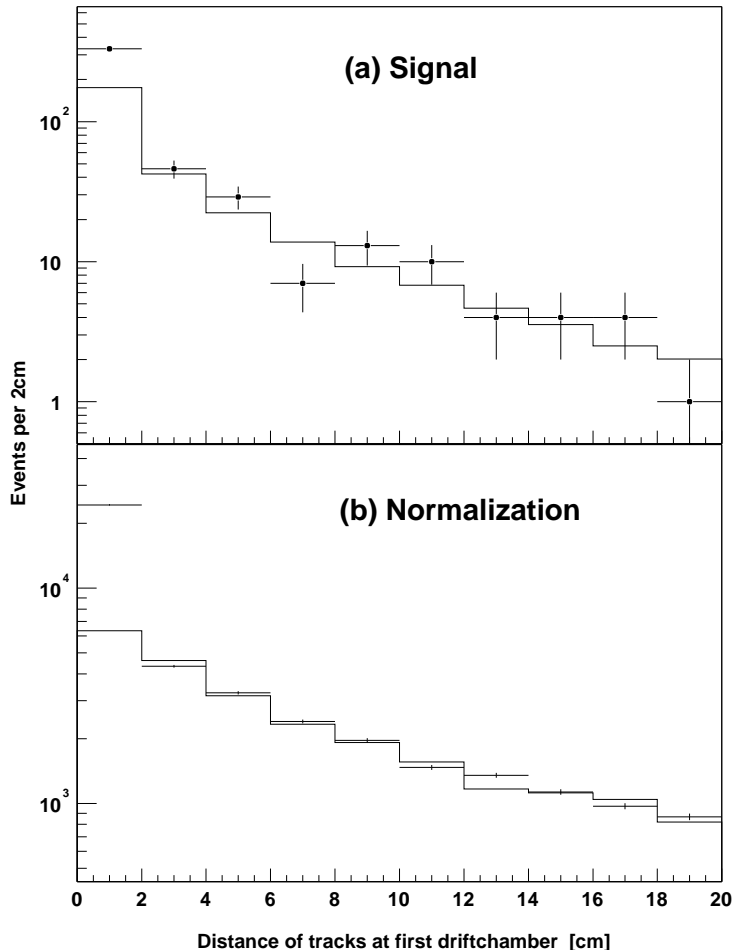 (a) Signal
10²
10
1
Events per 2cm
(b) Normalization
10⁴
10³
0 2 4 6 8 10 12 14 16 18 20
Distance of tracks at first driftchamber [cm]